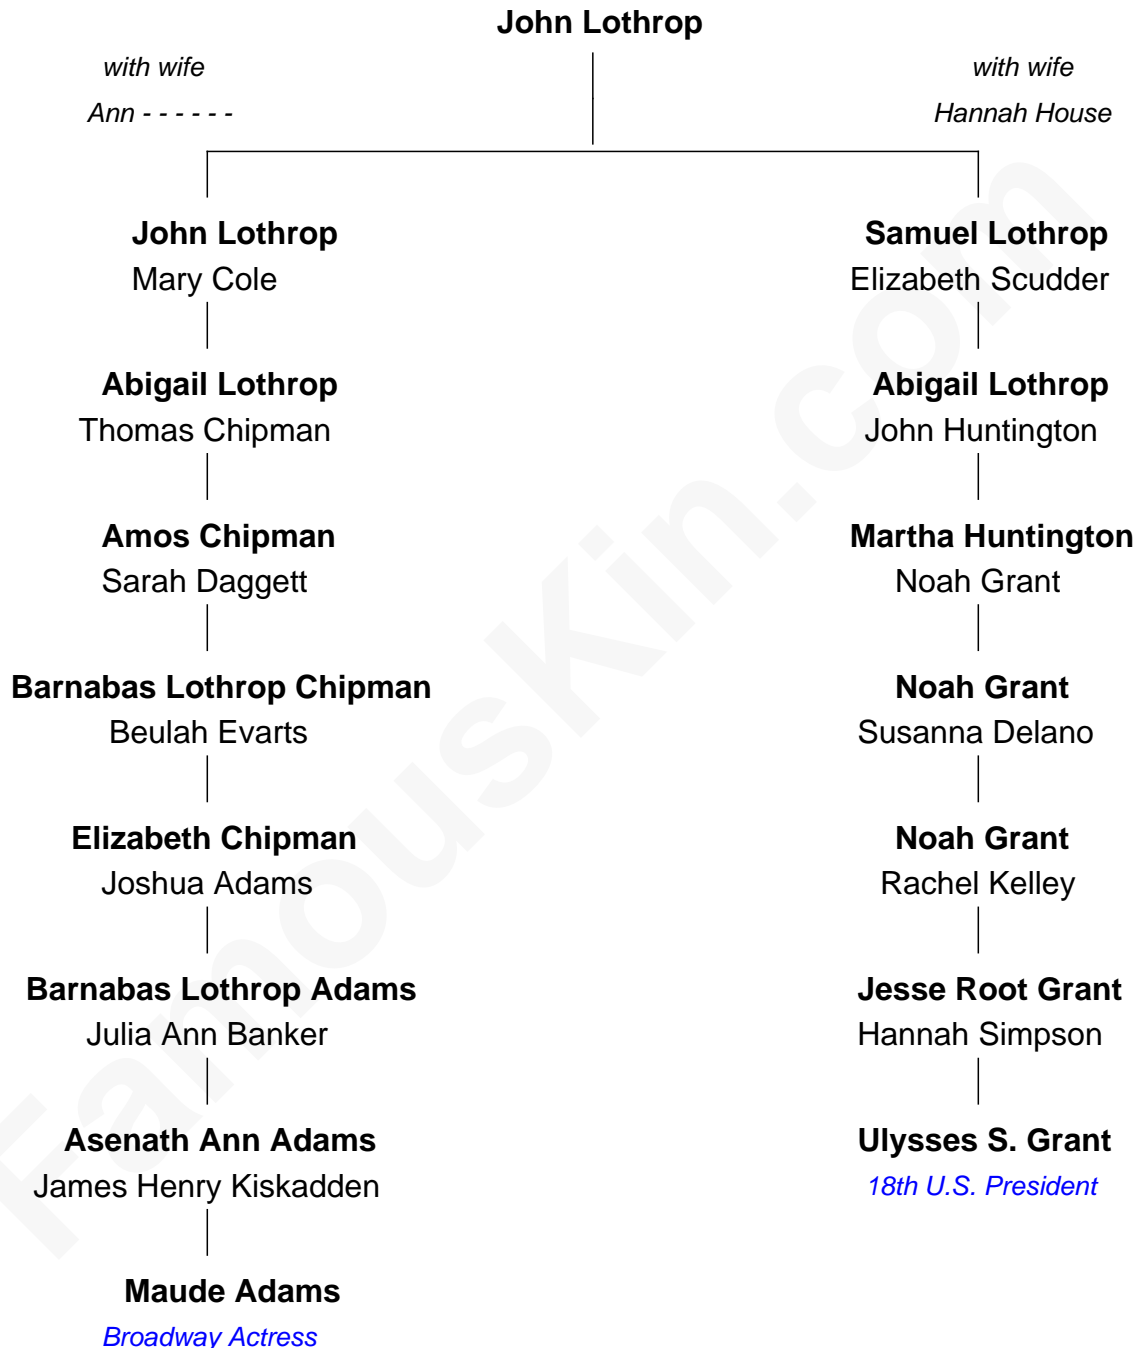 John Lothrop
with wife
Ann - - - - - -
with wife
Hannah House
John Lothrop
Mary Cole
Samuel Lothrop
Elizabeth Scudder
Abigail Lothrop
Thomas Chipman
Abigail Lothrop
John Huntington
Amos Chipman
Sarah Daggett
Martha Huntington
Noah Grant
Barnabas Lothrop Chipman
Beulah Evarts
Noah Grant
Susanna Delano
Elizabeth Chipman
Joshua Adams
Noah Grant
Rachel Kelley
Barnabas Lothrop Adams
Julia Ann Banker
Jesse Root Grant
Hannah Simpson
Asenath Ann Adams
James Henry Kiskadden
Ulysses S. Grant
18th U.S. President
Maude Adams
Broadway Actress
FamousKin.com